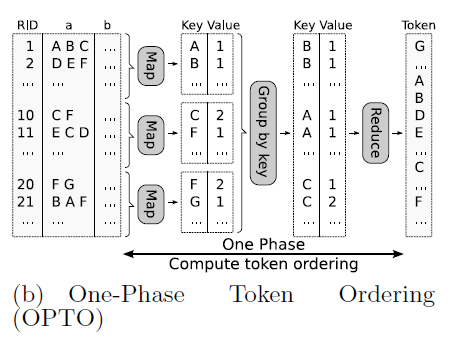 RID a b Key Value Key Value Token
1 A B C ... A 1 B 1 G
2 D E F ... B 1 B 1 ...
... ... ... ... ... ... ... A
B
10 C F ... C 2 A 1 D
11 E C D ... F 1 A 1 E
... ... ... ... ... ... ... ...
C
20 F G ... F 2 C 1 ...
21 B A F ... G 1 C 2 F
... ... ... ... ... ... ... ...
Map
Map
Map
Group by key
Reduce
One Phase
Compute token ordering
(b) One-Phase Token Ordering
(OPTO)